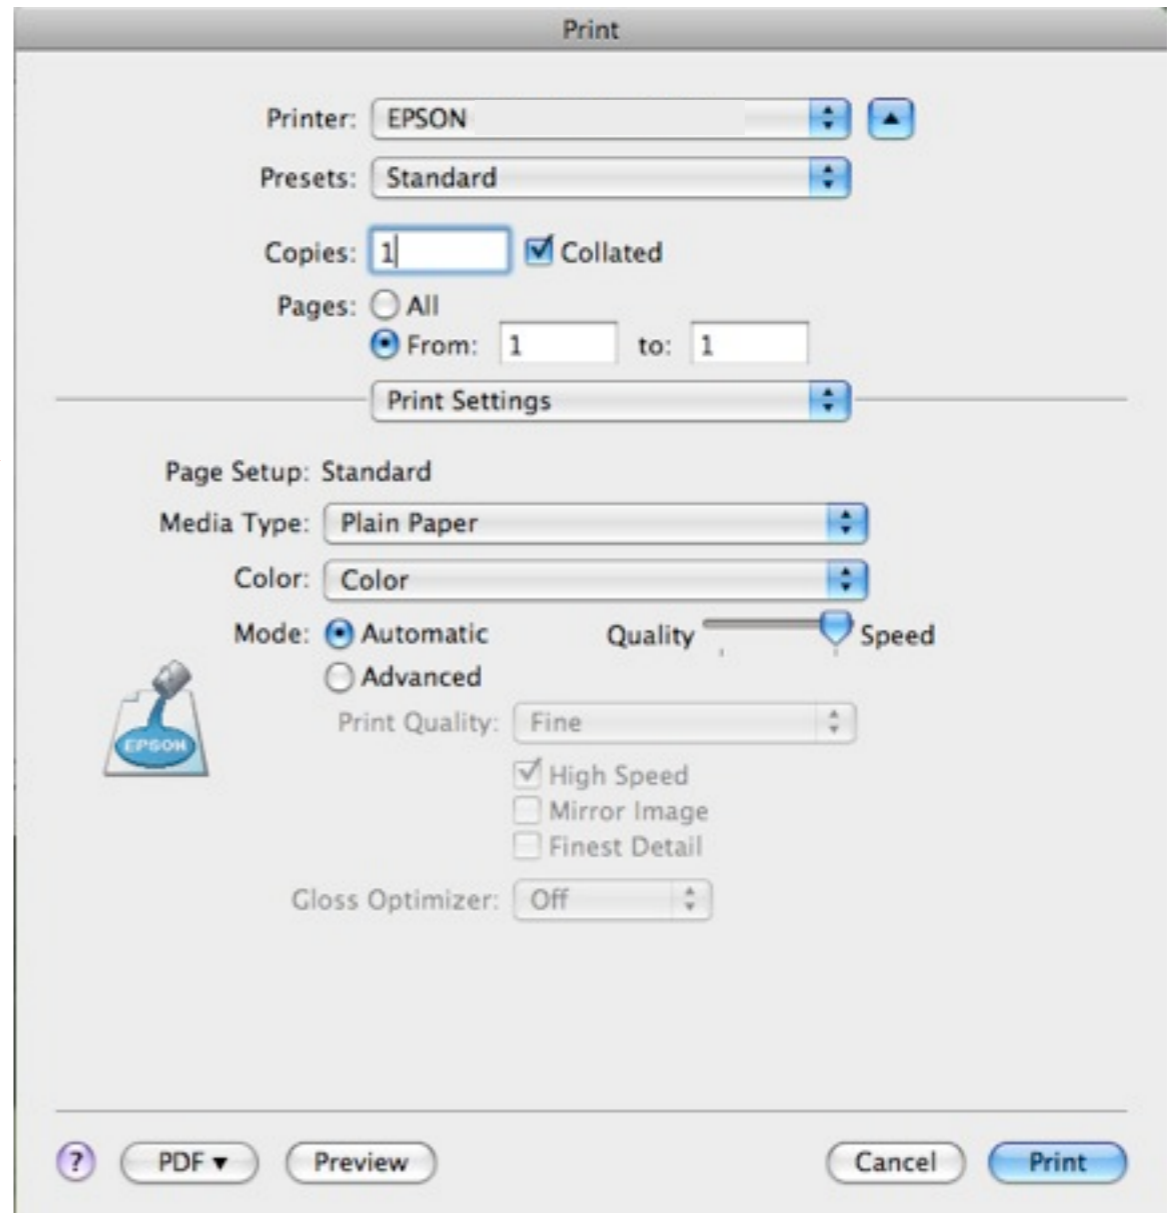 Print
Printer: EPSON
Presets: Standard
Copies: 1 Collated
Pages: All
From: 1 to: 1
Print Settings
Page Setup: Standard
Media Type: Plain Paper
Color: Color
Mode: Automatic Quality Speed
Advanced
EPSON
Print Quality: Fine
High Speed
Mirror Image
Finest Detail
Gloss Optimizer: Off
? PDF ▼ Preview Cancel Print